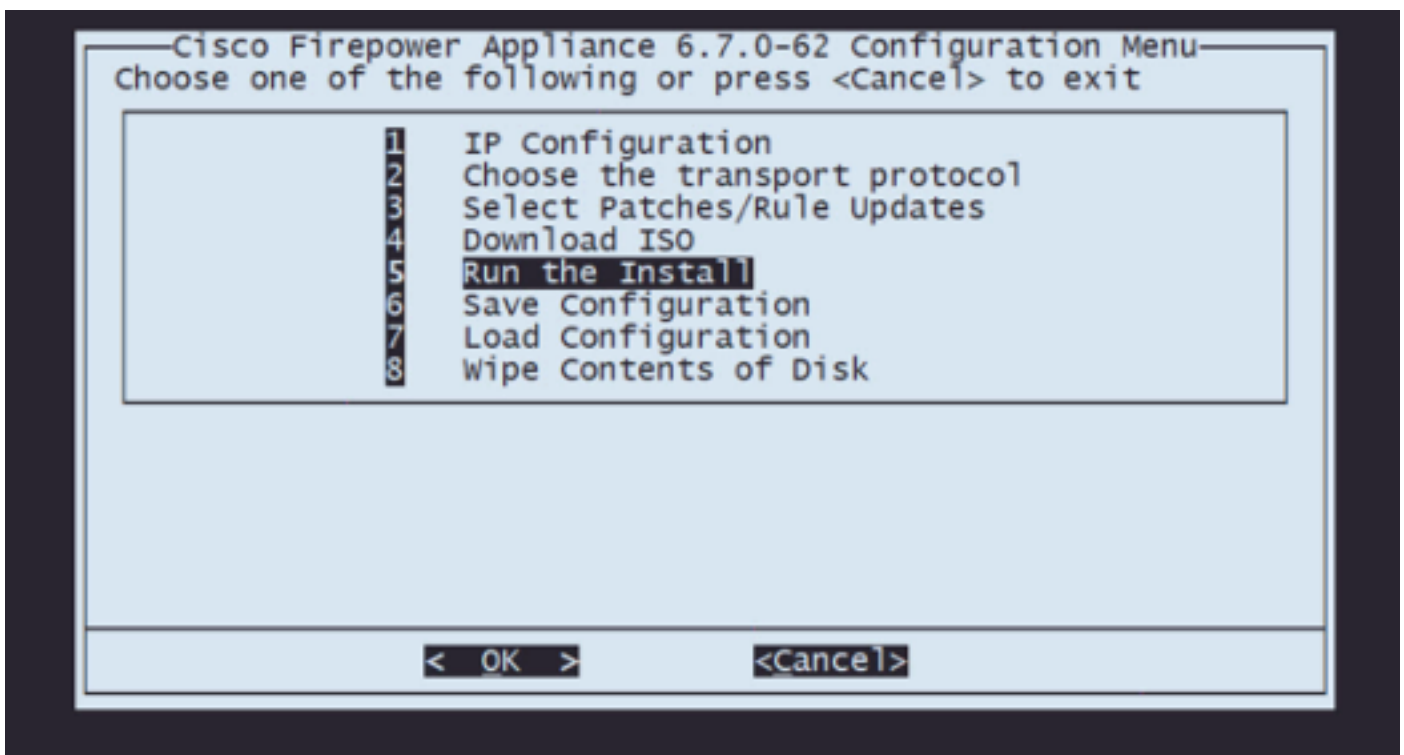 Cisco Firepower Appliance 6.7.0-62 Configuration Menu
Choose one of the following or press <Cancel> to exit
1 IP Configuration
2 Choose the transport protocol
3 Select Patches/Rule Updates
4 Download ISO
5 Run the Install
6 Save Configuration
7 Load Configuration
8 Wipe Contents of Disk
< OK > <Cancel>